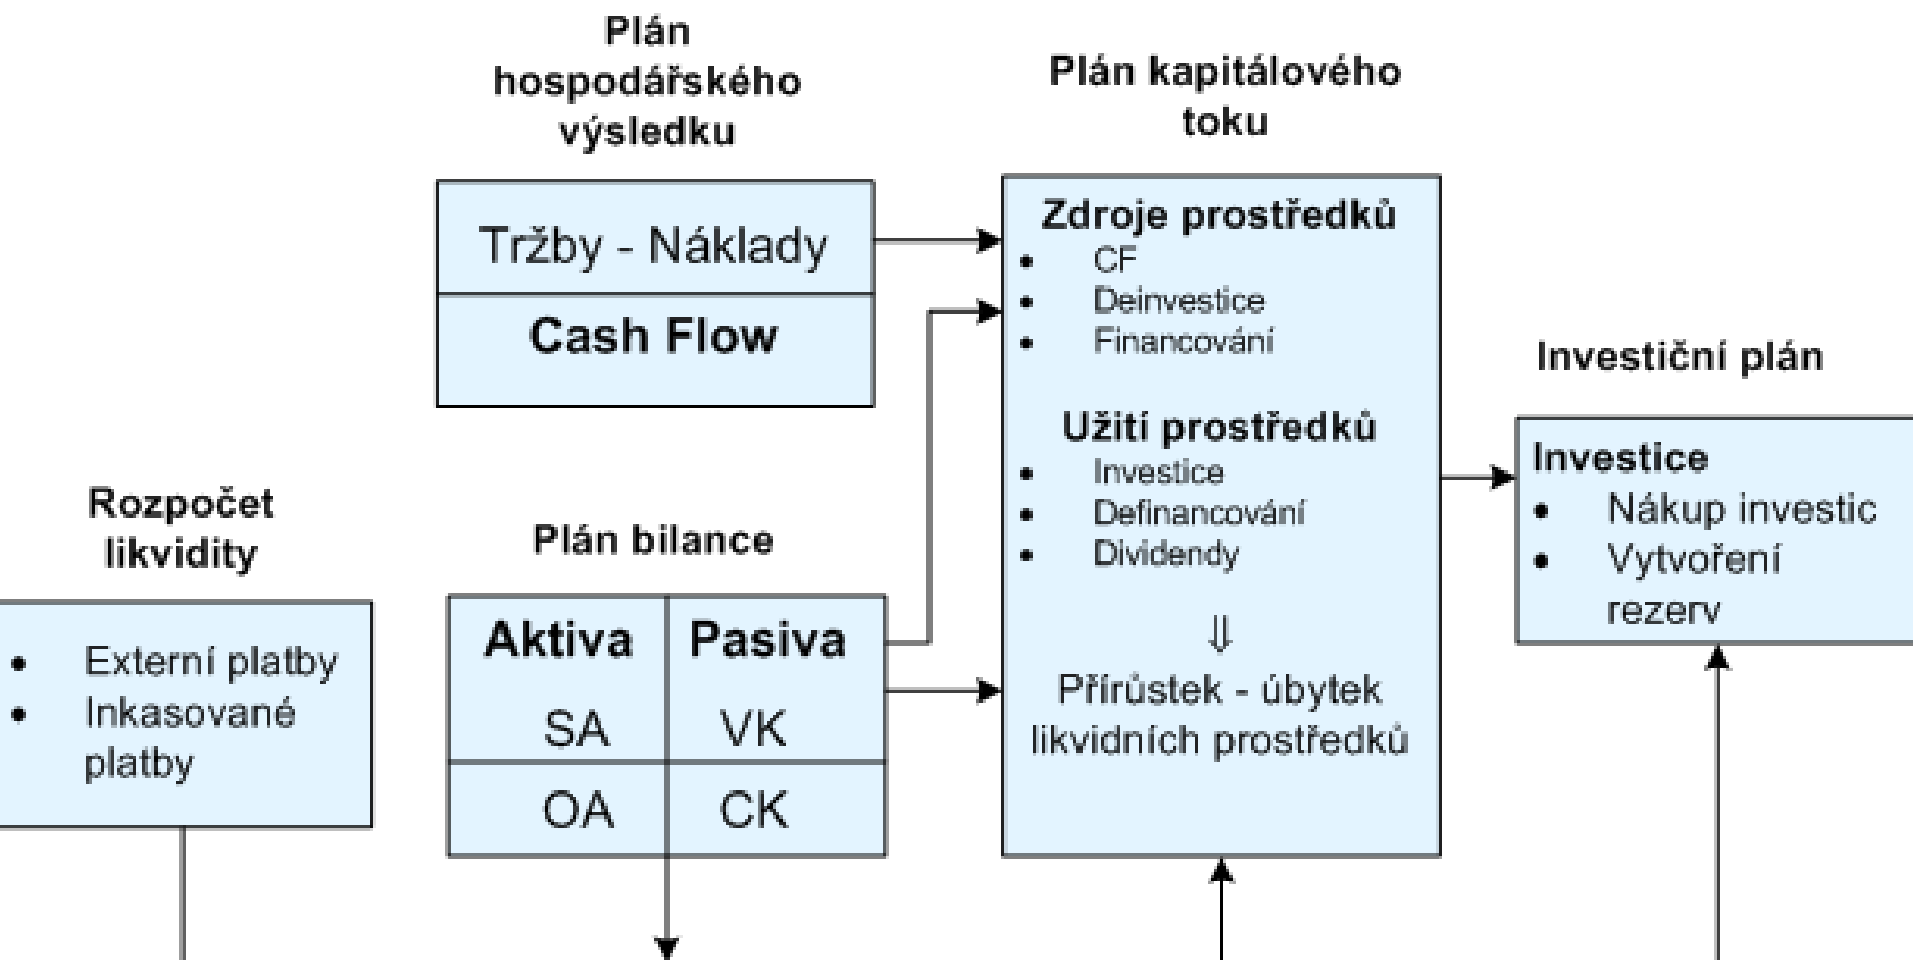 Plán
hospodářského
výsledku
Tržby - Náklady
Cash Flow
Plán kapitálového
toku
Zdroje prostředků
• CF
• Deinvestice
• Financování
Užití prostředků
• Investice
• Definancování
• Dividendy
⇓
Přírůstek - úbytek
likvidních prostředků
Investiční plán
Investice
• Nákup investic
• Vytvoření
rezerv
Rozpočet
likvidity
• Externí platby
• Inkasované
platby
Plán bilance
Aktiva Pasiva
SA VK
OA CK